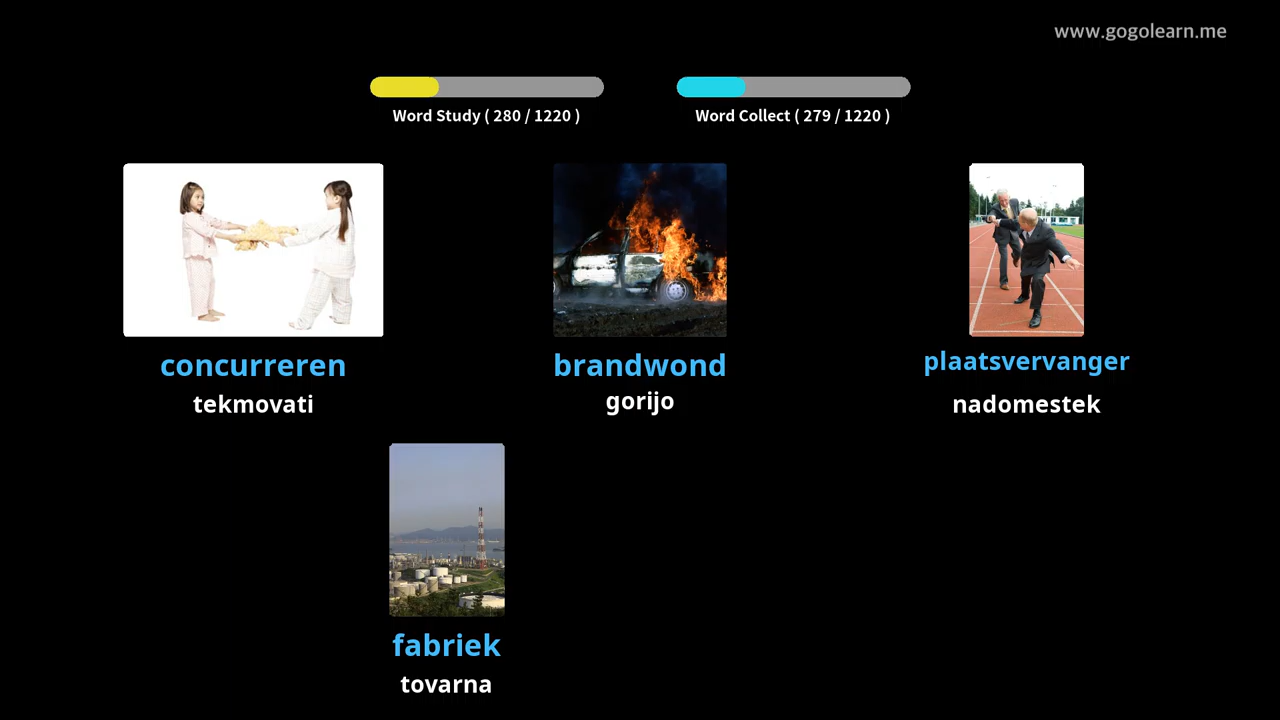 www.gogolearn.me
Word Study ( 280 / 1220 )
Word Collect ( 279 / 1220 )
concurreren
tekmovati
brandwond
gorijo
plaatsvervanger
nadomestek
fabriek
tovarna